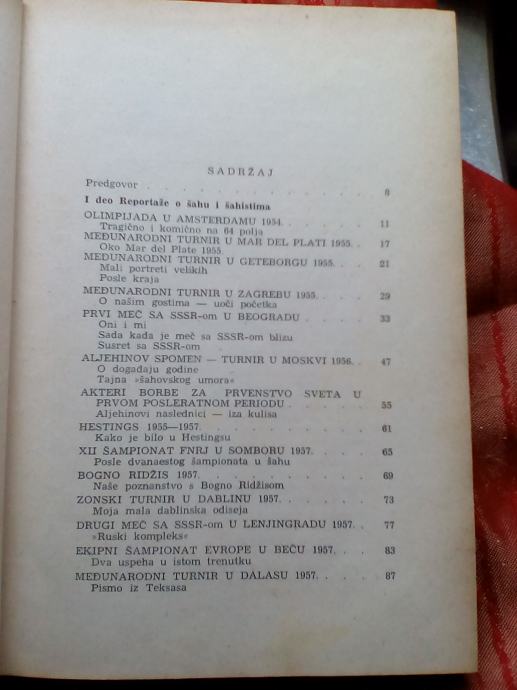 SADRŽAJ
Predgovor . . . . . . . . . . . . 8
I deo Reportaže o šahu i šahistima
OLIMPIJADA U AMSTERDAMU 1954. . . . . 11
Tragično i komično na 64 polja
MEĐUNARODNI TURNIR U MAR DEL PLATI 1955. . 17
Oko Mar del Plate 1955
MEĐUNARODNI TURNIR U GETEBORGU 1955. . . 21
Mali portreti velikih
Posle kraja
MEĐUNARODNI TURNIR U ZAGREBU 1955. . . . 29
O našim gostima — uoči početka
PRVI MEČ SA SSSR-om U BEOGRADU . . . . 33
Oni i mi
Sada kada je meč sa SSSR-om blizu
Susret sa SSSR-om
ALJEHINOV SPOMEN — TURNIR U MOSKVI 1956. . 47
O događaju godine
Tajna »šahovskog umora«
AKTERI BORBE ZA PRVENSTVO SVETA U
PRVOM POSLERATNOM PERIODU . . . . . 55
Aljehinovi naslednici — iza kulisa
HESTINGS 1955—1957. . . . . . . . . 61
Kako je bilo u Hestingsu
XII ŠAMPIONAT FNRJ U SOMBORU 1957. . . . 65
Posle dvanaestog šampionata u šahu
BOGNO RIDŽIS 1957. . . . . . . . . 69
Naše poznanstvo s Bogno Ridžisom
ZONSKI TURNIR U DABLINU 1957. . . . . 73
Moja mala dablinska odiseja
DRUGI MEČ SA SSSR-om U LENJINGRADU 1957. . 77
»Ruski kompleks«
EKIPNI ŠAMPIONAT EVROPE U BEČU 1957. . . 83
Dva uspeha u istom trenutku
MEĐUNARODNI TURNIR U DALASU 1957. . . . 87
Pismo iz Teksasa